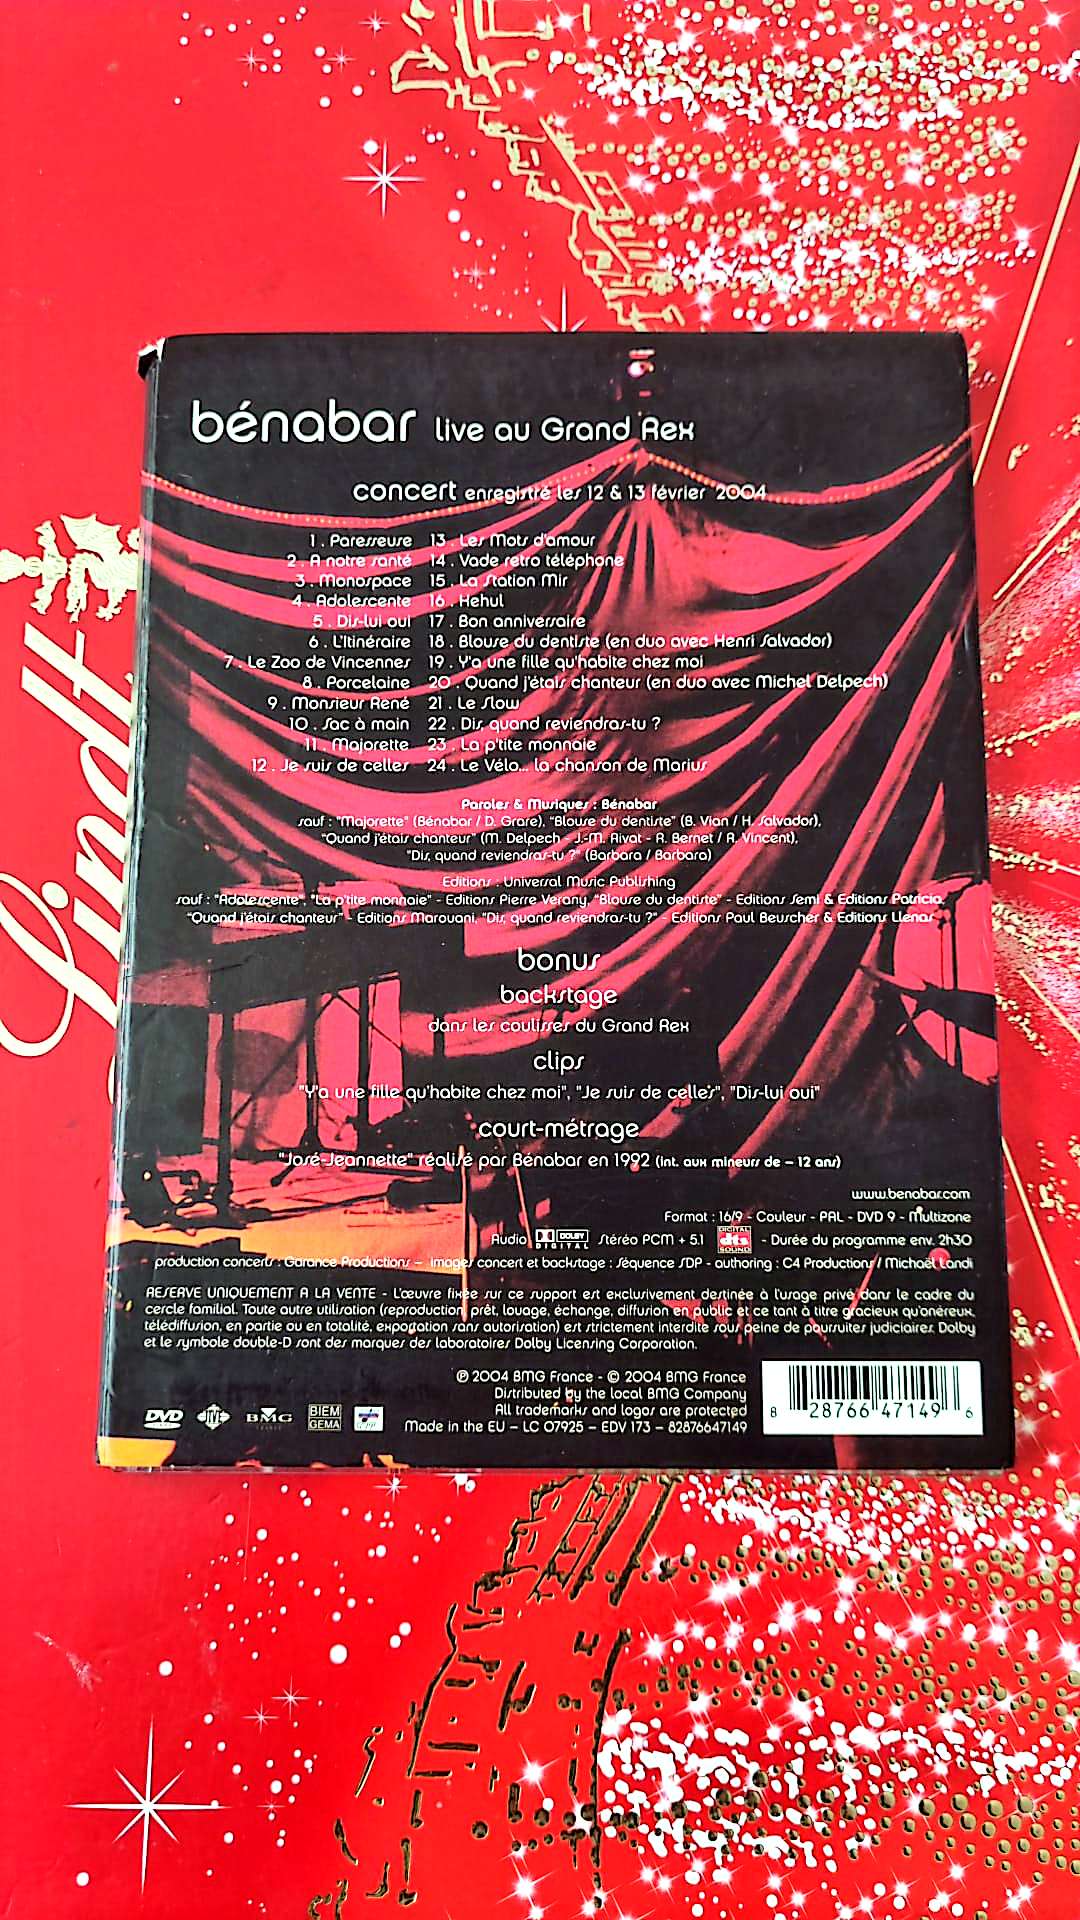 Lindt
bénabar live au Grand Rex
concert enregistré les 12 & 13 février 2004
1 . Paresseuse 13 . Les Mots d'amour
2 . A notre santé 14 . Vade retro téléphone
3 . Monospace 15 . La Station Mir
4 . Adolescente 16 . Hehul
5 . Dis-lui oui 17 . Bon anniversaire
6 . L'Itinéraire 18 . Blouse du dentiste (en duo avec Henri Salvador)
7 . Le Zoo de Vincennes 19 . Y'a une fille qu'habite chez moi
8 . Porcelaine 20 . Quand j'étais chanteur (en duo avec Michel Delpech)
9 . Monsieur René 21 . Le Slow
10 . Sac à main 22 . Dis, quand reviendras-tu ?
11 . Majorette 23 . La p'tite monnaie
12 . Je suis de celles 24 . Le Vélo... la chanson de Marius
Paroles & Musiques : Bénabar
sauf : "Majorette" (Bénabar / D. Grare), "Blouse du dentiste" (B. Vian / H. Salvador),
"Quand j'étais chanteur" (M. Delpech - J.-M. Rivat - R. Bernet / R. Vincent),
"Dis, quand reviendras-tu ?" (Barbara / Barbara)
Editions : Universal Music Publishing
sauf : "Adolescente", "La p'tite monnaie" - Editions Pierre Verany, "Blouse du dentiste" - Editions Semi & Editions Patricia,
"Quand j'étais chanteur" - Editions Marouani, "Dis, quand reviendras-tu ?" - Editions Paul Beuscher & Editions Llenas
bonus
backstage
dans les coulisses du Grand Rex
clips
"Y'a une fille qu'habite chez moi", "Je suis de celles", "Dis-lui oui"
court-métrage
"José-Jeannette" réalisé par Bénabar en 1992 (int. aux mineurs de – 12 ans)
www.benabar.com
Format : 16/9 - Couleur - PAL - DVD 9 - Multizone
Audio DOLBY DIGITAL Stéréo PCM + 5.1 DIGITAL dts SOUND - Durée du programme env. 2h30
production concerts : Garance Productions – images concert et backstage : Séquence SDP - authoring : C4 Productions / Michaël Landi
RESERVE UNIQUEMENT A LA VENTE - L'œuvre fixée sur ce support est exclusivement destinée à l'usage privé dans le cadre du
cercle familial. Toute autre utilisation (reproduction, prêt, louage, échange, diffusion en public et ce tant à titre gracieux qu'onéreux,
télédiffusion, en partie ou en totalité, exportation sans autorisation) est strictement interdite sous peine de poursuites judiciaires. Dolby
et le symbole double-D sont des marques des laboratoires Dolby Licensing Corporation.
℗ 2004 BMG France - © 2004 BMG France
Distributed by the local BMG Company
All trademarks and logos are protected
Made in the EU – LC 07925 – EDV 173 – 82876647149
DVD JIVE BMG FRANCE BIEM GEMA
8 28766 47149 6